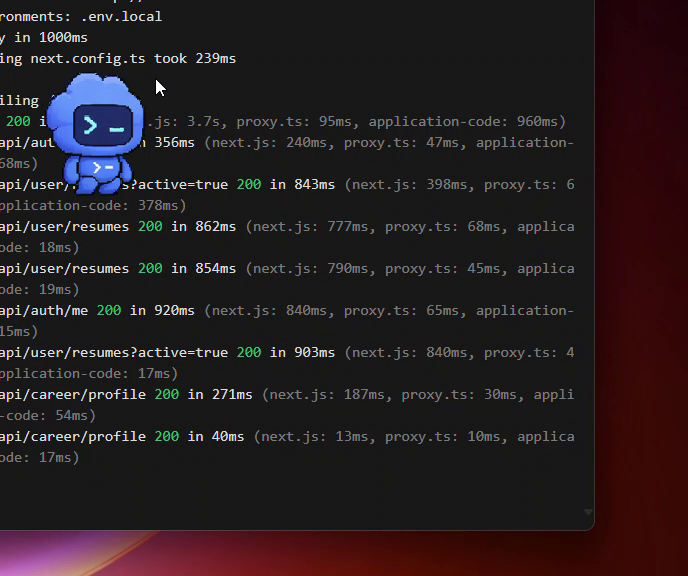 ronments: .env.local
y in 1000ms
ing next.config.ts took 239ms
iling
200 i .js: 3.7s, proxy.ts: 95ms, application-code: 960ms)
api/aut 356ms (next.js: 240ms, proxy.ts: 47ms, application-
68ms)
>_
>-
api/user/ s?active=true 200 in 843ms (next.js: 398ms, proxy.ts: 6
pplication-code: 378ms)
api/user/resumes 200 in 862ms (next.js: 777ms, proxy.ts: 68ms, applica
ode: 18ms)
api/user/resumes 200 in 854ms (next.js: 790ms, proxy.ts: 45ms, applica
ode: 19ms)
api/auth/me 200 in 920ms (next.js: 840ms, proxy.ts: 65ms, application-
15ms)
api/user/resumes?active=true 200 in 903ms (next.js: 840ms, proxy.ts: 4
pplication-code: 17ms)
api/career/profile 200 in 271ms (next.js: 187ms, proxy.ts: 30ms, appli
-code: 54ms)
api/career/profile 200 in 40ms (next.js: 13ms, proxy.ts: 10ms, applica
ode: 17ms)